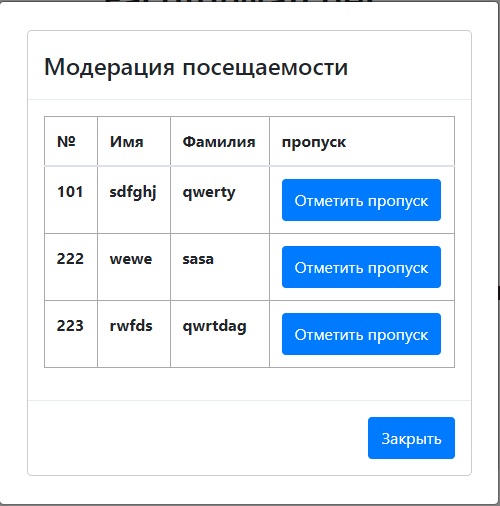 Модерация посещаемости
№ Имя Фамилия пропуск
101 sdfghj qwerty Отметить пропуск
222 wewe sasa Отметить пропуск
223 rwfds qwrtdag Отметить пропуск
Закрыть